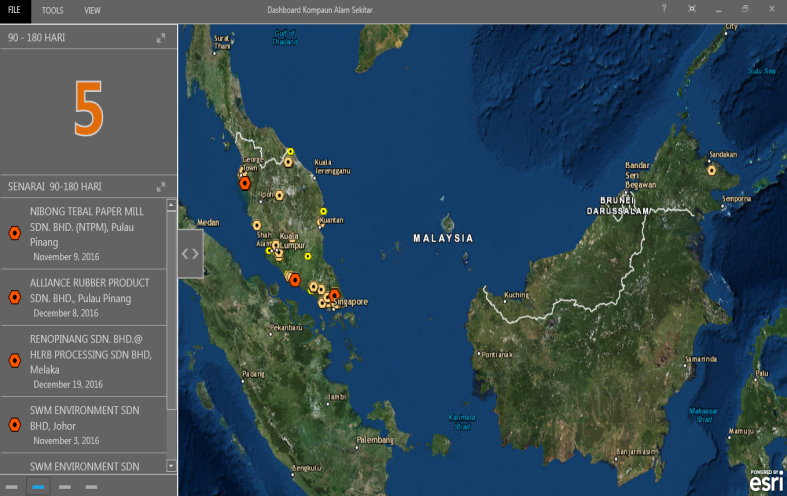 FILE TOOLS VIEW Dashboard Kompaun Alam Sekitar ?
90 - 180 HARI
5
SENARAI 90-180 HARI
NIBONG TEBAL PAPER MILL
SDN. BHD. (NTPM), Pulau
Pinang
November 9, 2016
ALLIANCE RUBBER PRODUCT
SDN. BHD., Pulau Pinang
December 8, 2016
RENOPINANG SDN. BHD.@
HLRB PROCESSING SDN BHD,
Melaka
December 19, 2016
SWM ENVIRONMENT SDN
BHD, Johor
November 3, 2016
SWM ENVIRONMENT SDN
Surat
Thani
Gulf of
Thailand
City
Sulu Sea
George
Town
Kuala
Terengganu
Ipoh
Kuantan
Medan
Shah
Alam
Kuala
Lumpur
MALAYSIA
Singapore
Bandar
Seri
Begawan
BRUNEI
DARUSSALAM
Sandakan
Semporna
Kuching
Pekanbaru
Pontianak
Padang
Jambi
Samarinda
Palu
Karimata
Strait
Makassar
Strait
Palembang
Mamuju
Banjarmasin
Bengkulu
POWERED BY
esri